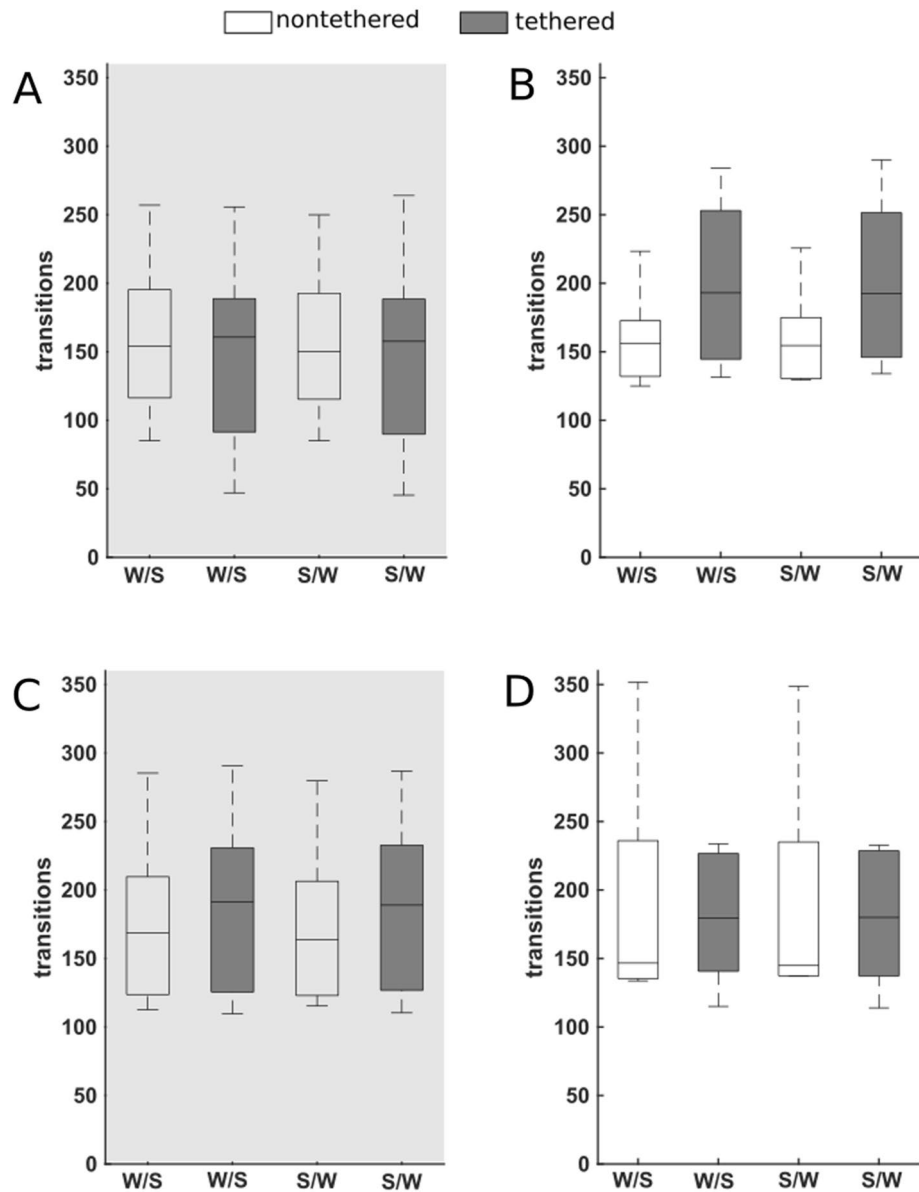 nontethered tethered
A B
350 350
300 300
250 250
200 200
transitions transitions
150 150
100 100
50 50
0 0
W/S W/S S/W S/W W/S W/S S/W S/W
C D
350 350
300 300
250 250
200 200
transitions transitions
150 150
100 100
50 50
0 0
W/S W/S S/W S/W W/S W/S S/W S/W